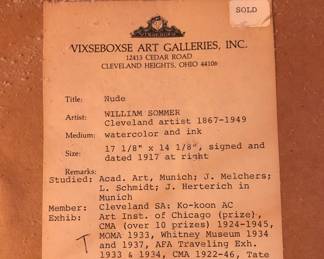 SOLD
VIXSEBOXSE ART GALLERIES, INC.
12413 CEDAR ROAD
CLEVELAND HEIGHTS, OHIO 44106
Title: Nude
Artist: WILLIAM SOMMER
Cleveland artist 1867-1949
Medium: watercolor and ink
Size: 17 1/8" x 14 1/8", signed and
dated 1917 at right
Remarks:
Studied: Acad. Art, Munich; J. Melchers;
L. Schmidt; J. Herterich in
Munich
Member: Cleveland SA: Ko-koon AC
Exhib: Art Inst. of Chicago (prize),
CMA (over 10 prizes) 1924-1945,
MOMA 1933, Whitney Museum 1934
and 1937, AFA Traveling Exh.
1933 & 1934, CMA 1922-46, Tate